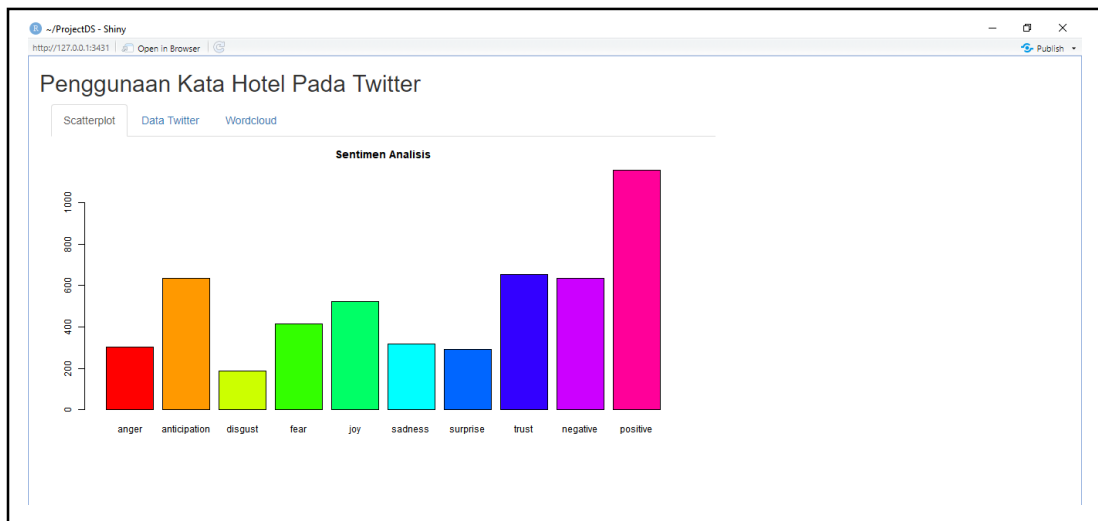 R ~/ProjectDS - Shiny
http://127.0.0.1:3431 Open in Browser Publish
Penggunaan Kata Hotel Pada Twitter
Scatterplot Data Twitter Wordcloud
Sentimen Analisis
1000
800
600
400
200
0
anger anticipation disgust fear joy sadness surprise trust negative positive